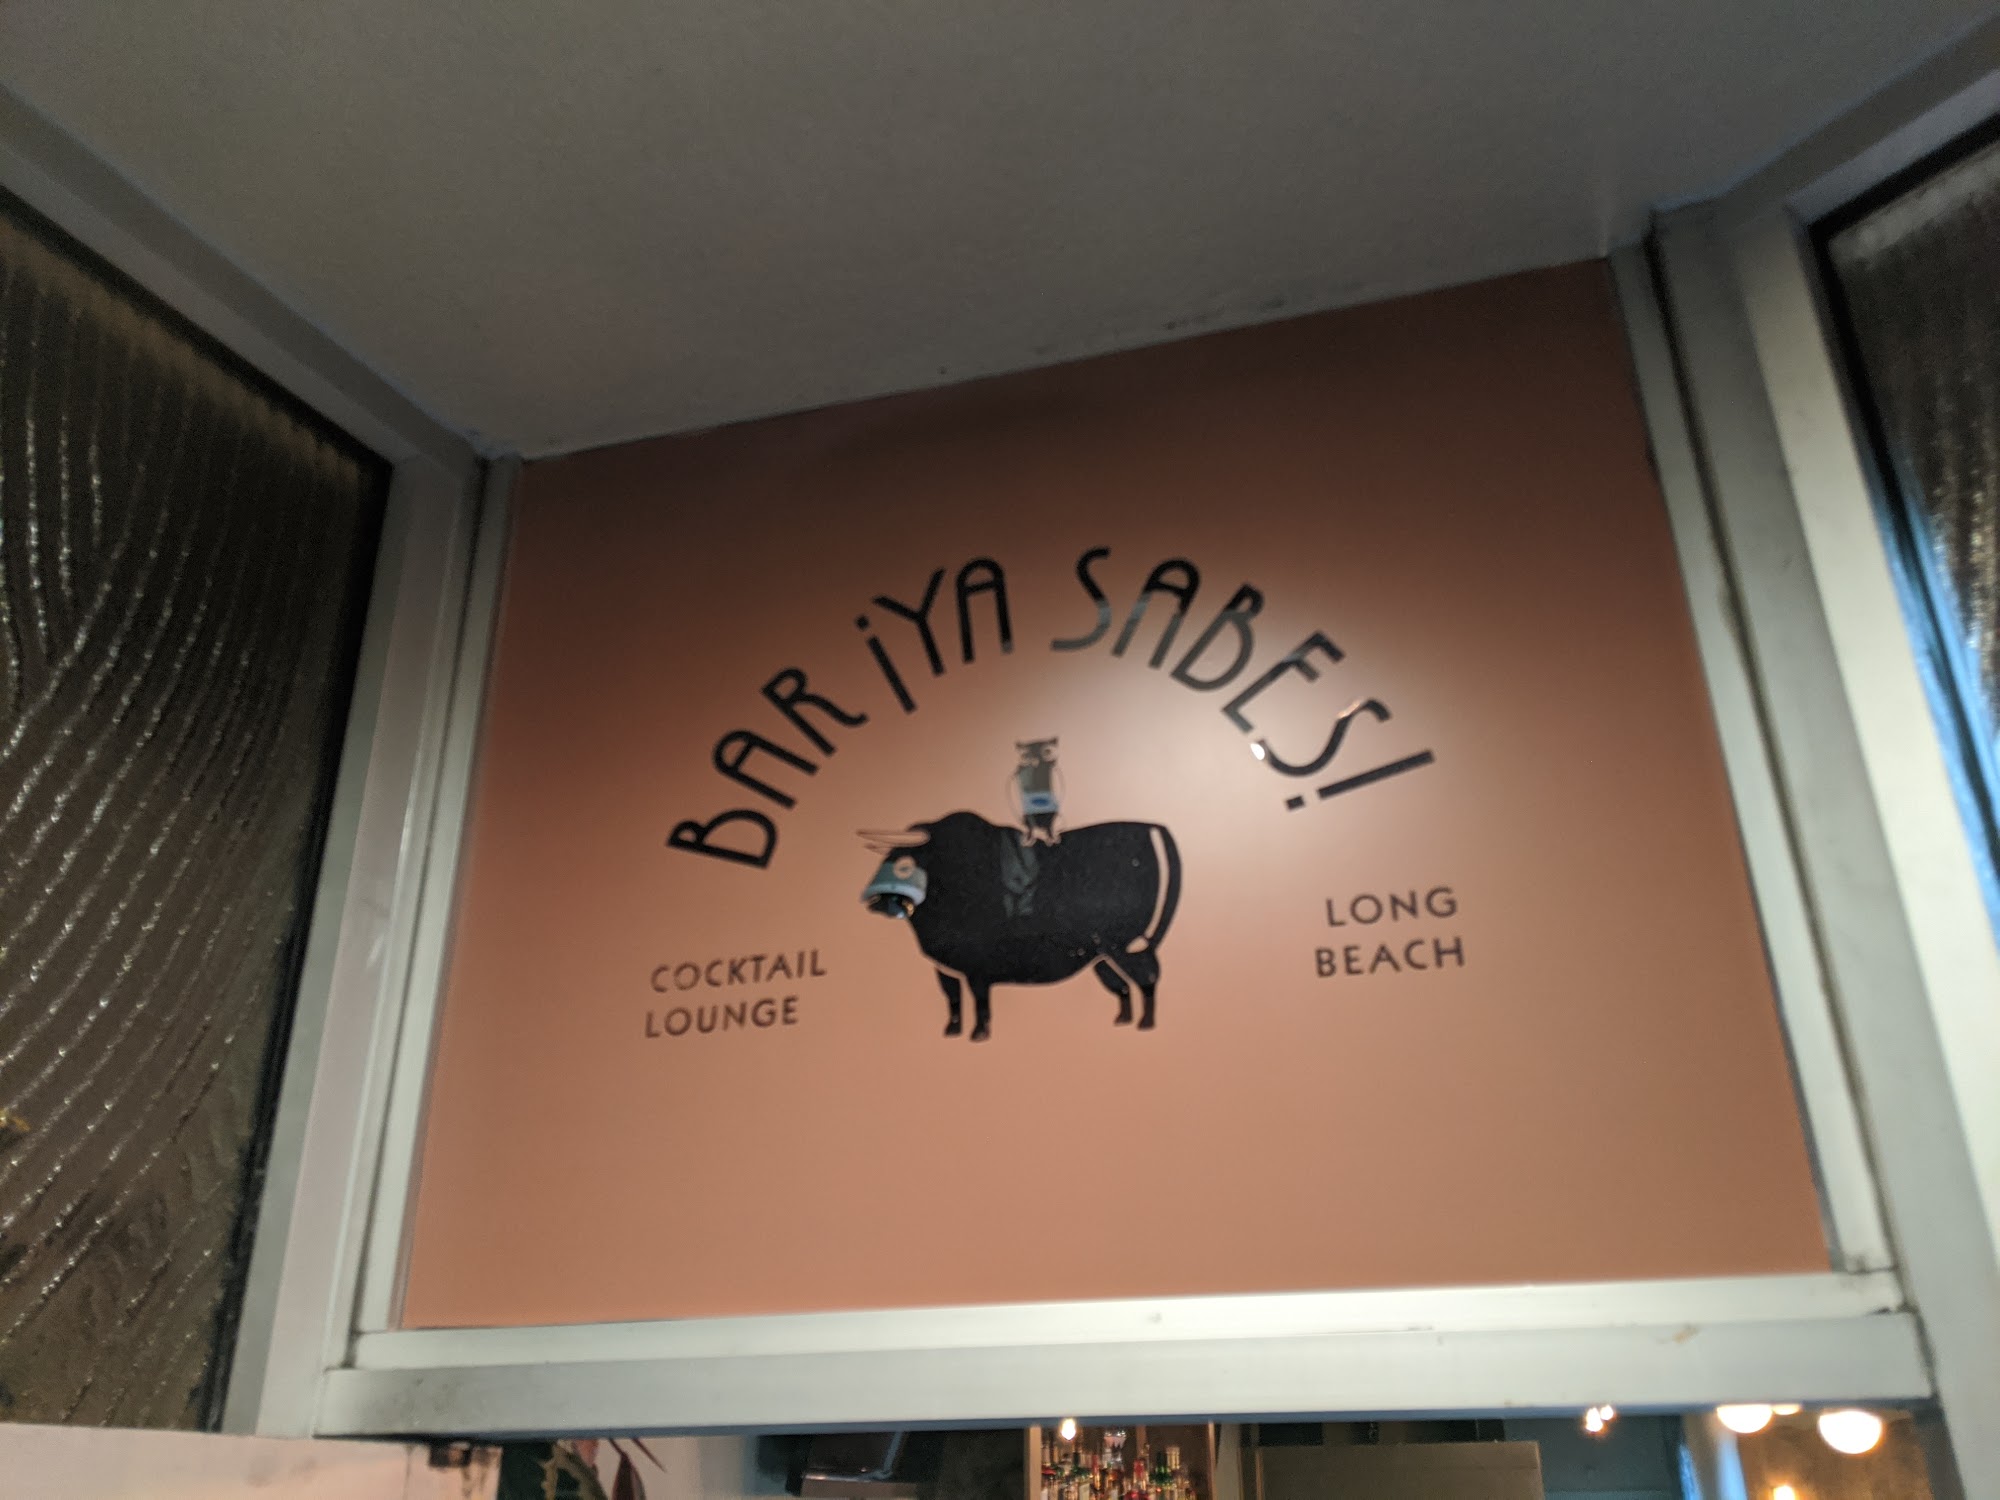 BAR ¡YA SABES!
COCKTAIL
LOUNGE
LONG
BEACH